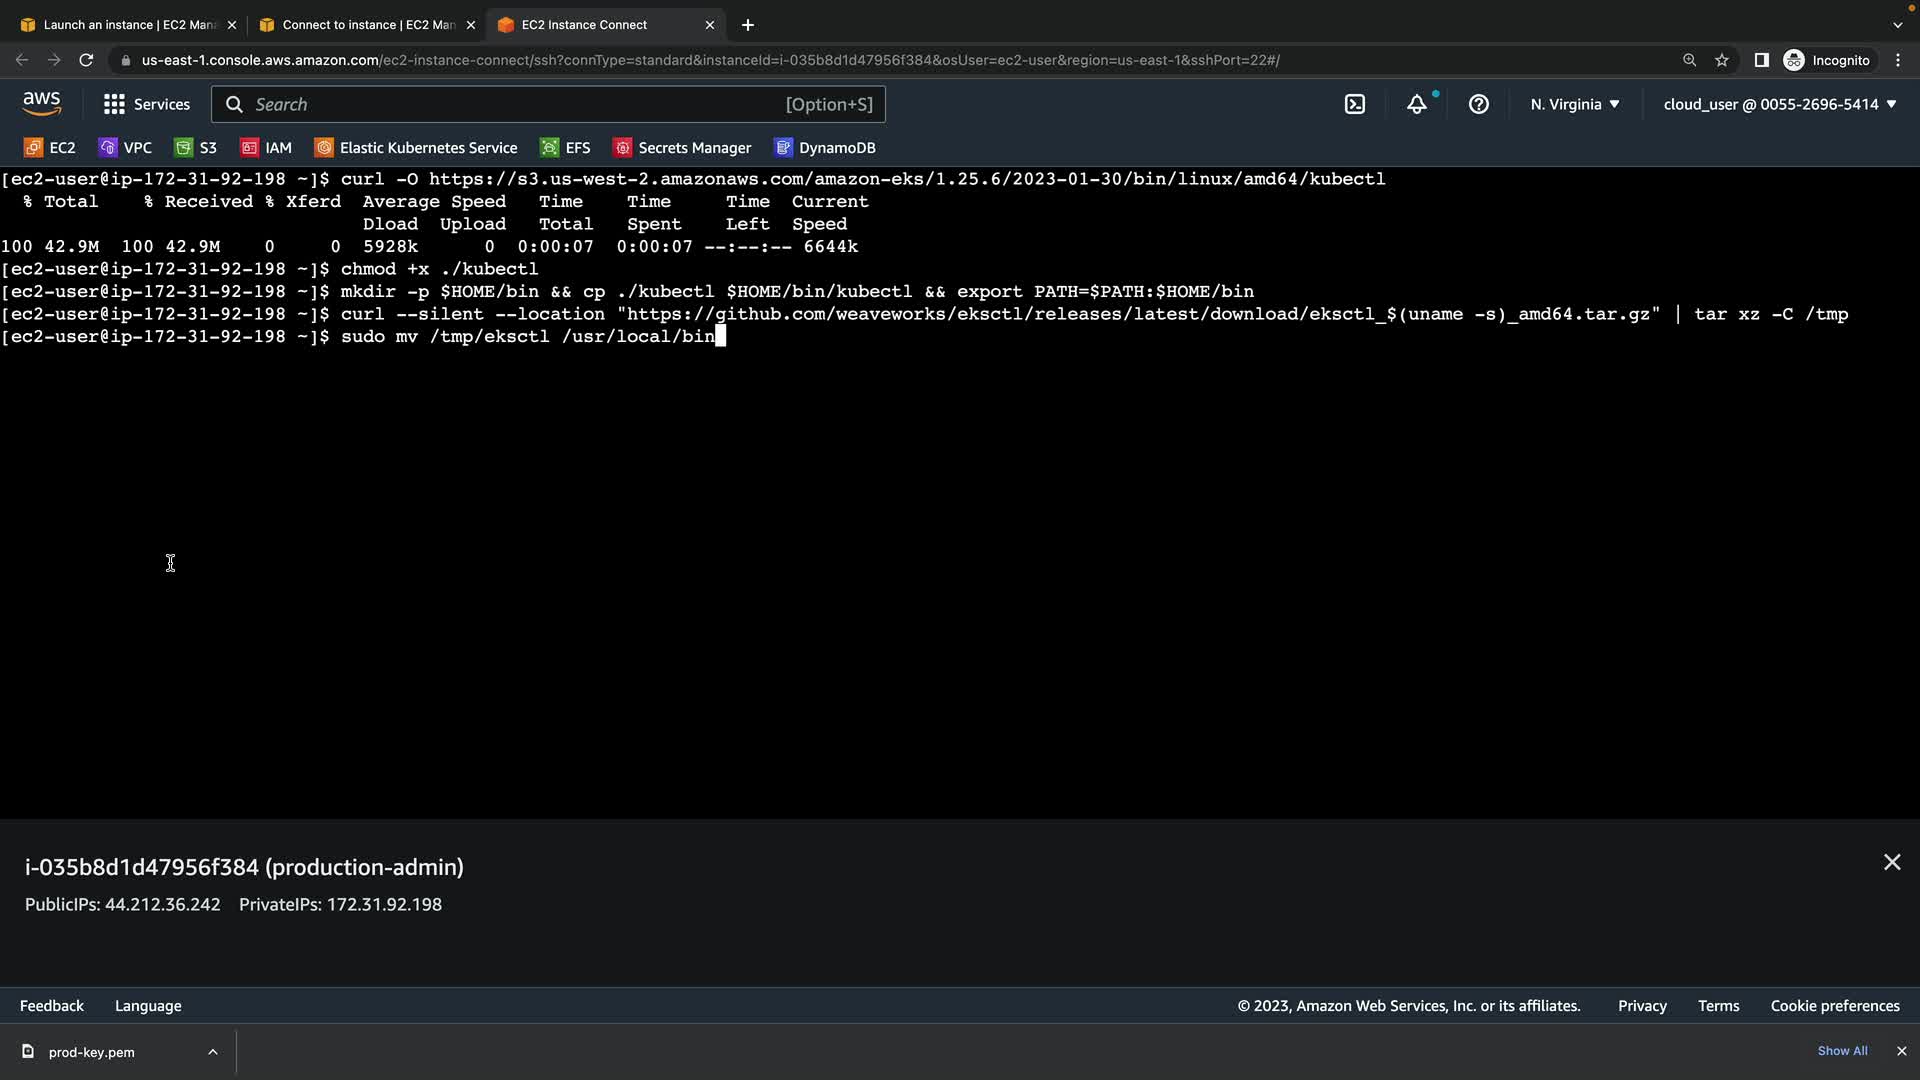 Launch an instance | EC2 Mana
Connect to instance | EC2 Man
EC2 Instance Connect
us-east-1.console.aws.amazon.com/ec2-instance-connect/ssh?connType=standard&instanceId=i-035b8d1d47956f384&osUser=ec2-user&region=us-east-1&sshPort=22#/
Incognito
aws
Services
Search
[Option+S]
N. Virginia
cloud_user @ 0055-2696-5414
EC2
VPC
S3
IAM
Elastic Kubernetes Service
EFS
Secrets Manager
DynamoDB
[ec2-user@ip-172-31-92-198 ~]$ curl -O https://s3.us-west-2.amazonaws.com/amazon-eks/1.25.6/2023-01-30/bin/linux/amd64/kubectl
% Total % Received % Xferd Average Speed Time Time Time Current
Dload Upload Total Spent Left Speed
100 42.9M 100 42.9M 0 0 5928k 0 0:00:07 0:00:07 --:--:-- 6644k
[ec2-user@ip-172-31-92-198 ~]$ chmod +x ./kubectl
[ec2-user@ip-172-31-92-198 ~]$ mkdir -p $HOME/bin && cp ./kubectl $HOME/bin/kubectl && export PATH=$PATH:$HOME/bin
[ec2-user@ip-172-31-92-198 ~]$ curl --silent --location "https://github.com/weaveworks/eksctl/releases/latest/download/eksctl_$(uname -s)_amd64.tar.gz" | tar xz -C /tmp
[ec2-user@ip-172-31-92-198 ~]$ sudo mv /tmp/eksctl /usr/local/bin
i-035b8d1d47956f384 (production-admin)
PublicIPs: 44.212.36.242 PrivateIPs: 172.31.92.198
Feedback
Language
© 2023, Amazon Web Services, Inc. or its affiliates.
Privacy
Terms
Cookie preferences
prod-key.pem
Show All